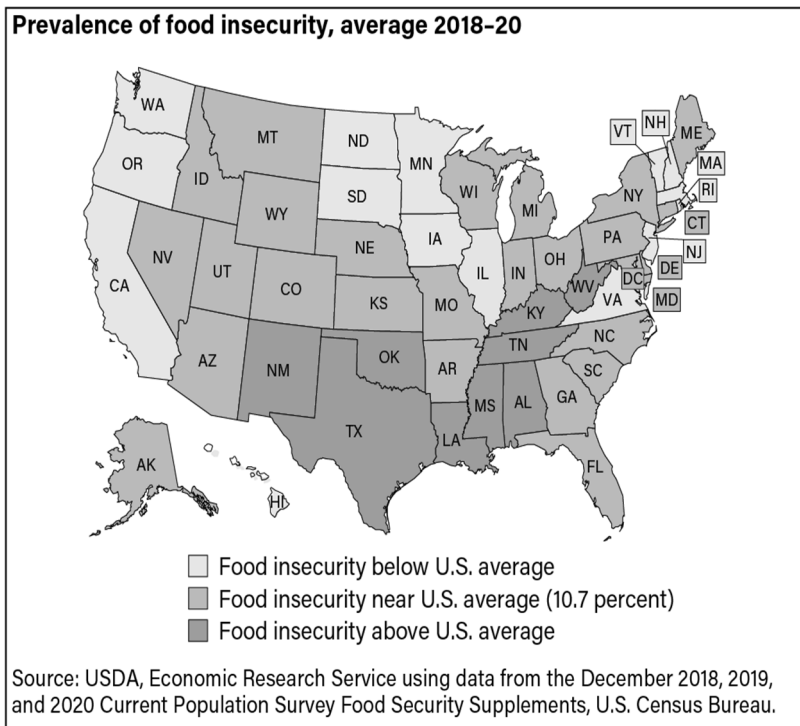 Prevalence of food insecurity, average 2018–20
WA
MT
ND
MN
VT
NH
ME
OR
ID
SD
WI
MI
NY
MA
RI
WY
CT
NV
NE
IA
PA
NJ
CA
UT
CO
KS
MO
IL
IN
OH
WV
DC
DE
VA
MD
KY
AZ
NM
OK
AR
TN
NC
SC
TX
LA
MS
AL
GA
AK
HI
FL
Food insecurity below U.S. average
Food insecurity near U.S. average (10.7 percent)
Food insecurity above U.S. average
Source: USDA, Economic Research Service using data from the December 2018, 2019,
and 2020 Current Population Survey Food Security Supplements, U.S. Census Bureau.